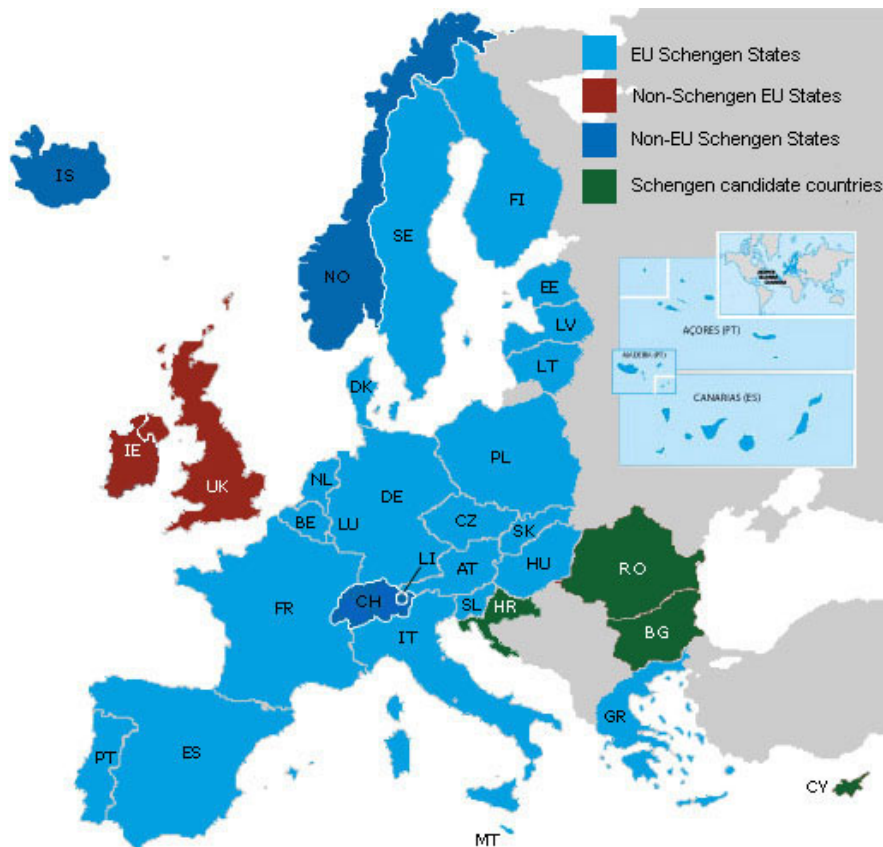 EU Schengen States
Non-Schengen EU States
Non-EU Schengen States
Schengen candidate countries
IS
NO
SE
FI
EE
LV
LT
DK
IE
UK
NL
BE
LU
DE
PL
CZ
SK
LI
AT
HU
FR
CH
IT
SL
HR
RO
BG
PT
ES
GR
CY
MT
AÇORES (PT)
MADEIRA (PT)
CANARIAS (ES)